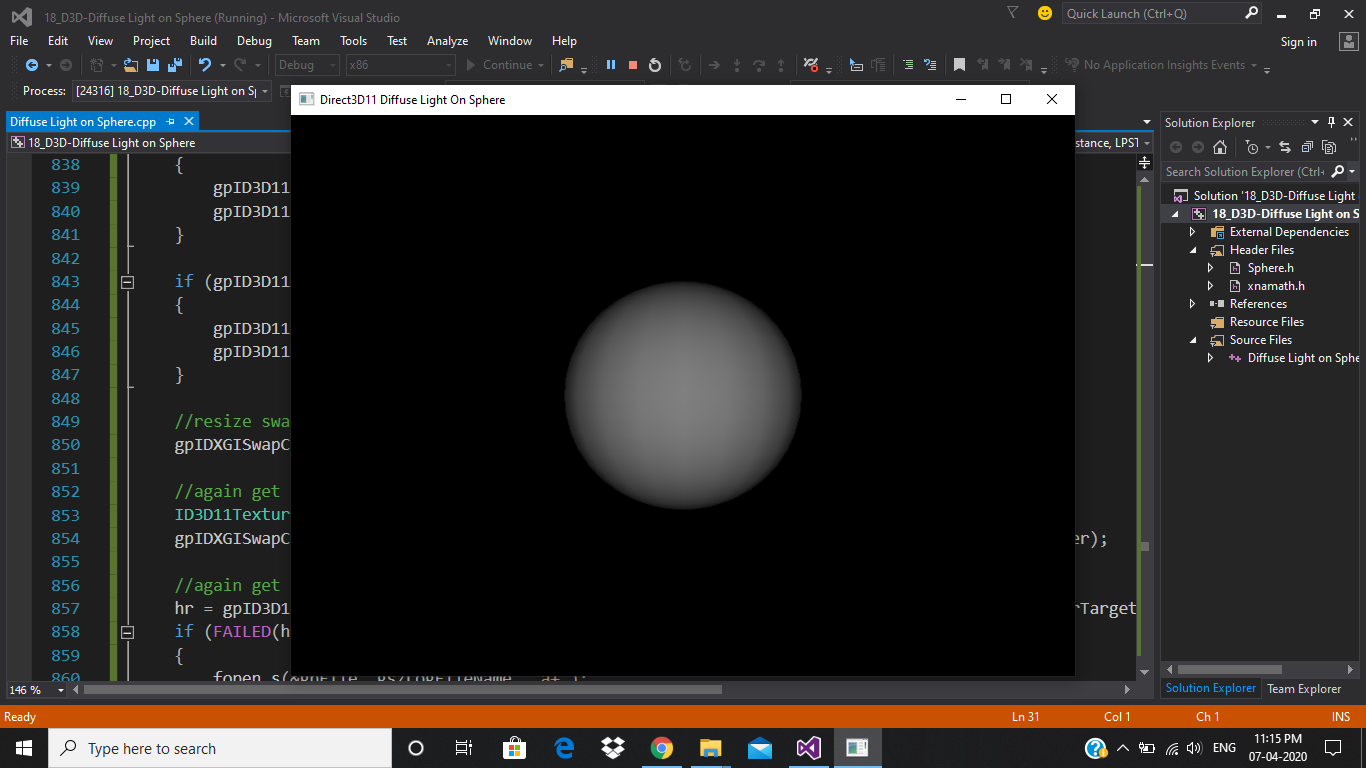 18_D3D-Diffuse Light on Sphere (Running) - Microsoft Visual Studio
Quick Launch (Ctrl+Q)
File Edit View Project Build Debug Team Tools Test Analyze Window Help
Sign in
Debug x86 Continue No Application Insights Events
Process: [24316] 18_D3D-Diffuse Light on Sp
Direct3D11 Diffuse Light On Sphere
Diffuse Light on Sphere.cpp
18_D3D-Diffuse Light on Sphere
stance, LPST
838 {
839 gpID3D11
840 gpID3D11
841 }
842
843 if (gpID3D11
844 {
845 gpID3D11
846 gpID3D11
847 }
848
849 //resize swa
850 gpIDXGISwapC
851
852 //again get
853 ID3D11Textur
854 gpIDXGISwapC er);
855
856 //again get
857 hr = gpID3D1 rTarget
858 if (FAILED(h
859 {
860
146 %
Solution Explorer
Search Solution Explorer (Ctrl+
Solution '18_D3D-Diffuse Light
18_D3D-Diffuse Light on S
External Dependencies
Header Files
Sphere.h
xnamath.h
References
Resource Files
Source Files
Diffuse Light on Sphe
Solution Explorer Team Explorer
Ready Ln 31 Col 1 Ch 1 INS
Type here to search
ENG
11:15 PM
07-04-2020